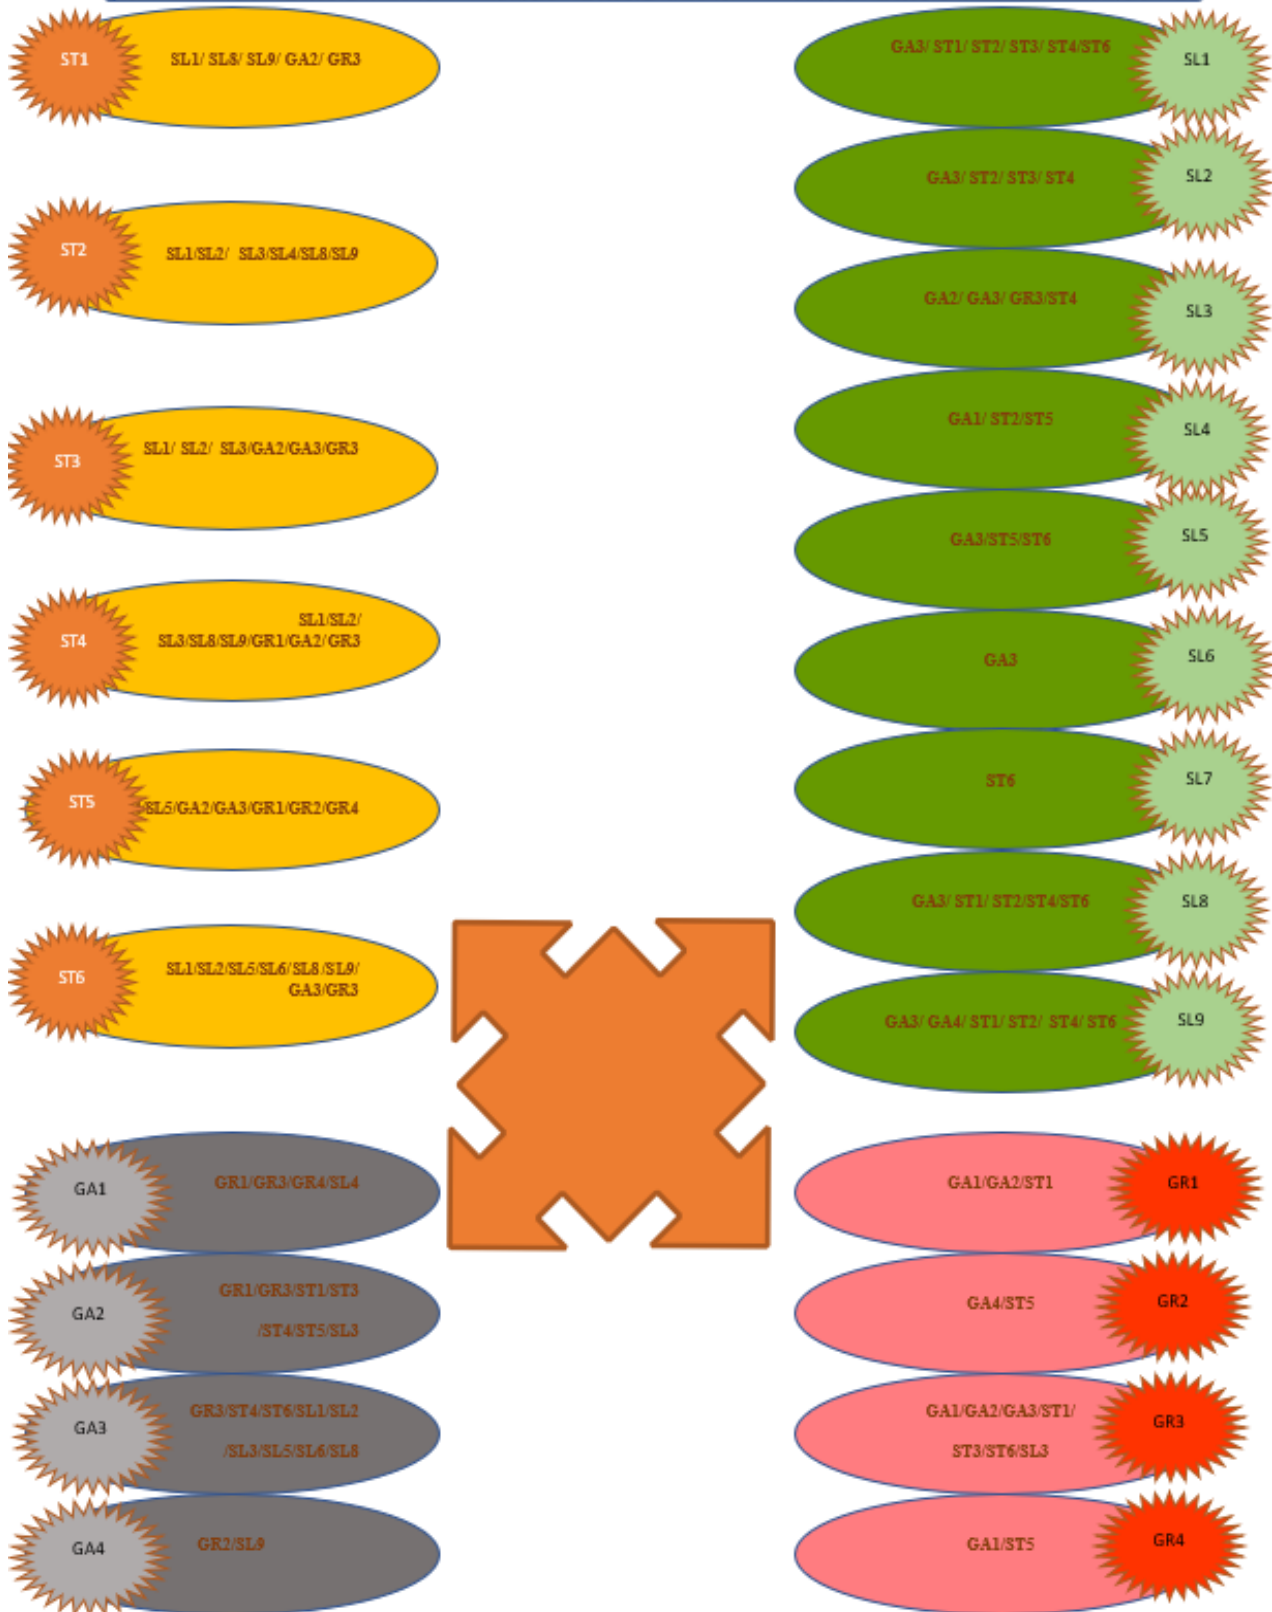 ST1
SL1/ SL8/ SL9/ GA2/ GR3
ST2
SL1/SL2/ SL3/SL4/SL8/SL9
ST3
SL1/ SL2/ SL3/GA2/GA3/GR3
ST4
SL1/SL2/
SL3/SL8/SL9/GR1/GA2/GR3
ST5
SL5/GA2/GA3/GR1/GR2/GR4
ST6
SL1/SL2/SL5/SL6/SL8/SL9/
GA3/GR3
GA3/ ST1/ ST2/ ST3/ ST4/ST6
SL1
GA3/ ST2/ ST3/ ST4
SL2
GA2/ GA3/ GR3/ST4
SL3
GA1/ ST2/ST5
SL4
GA3/ST5/ST6
SL5
GA3
SL6
ST6
SL7
GA3/ ST1/ ST2/ST4/ST6
SL8
GA3/ GA4/ ST1/ ST2/ ST4/ ST6
SL9
GA1
GR1/GR3/GR4/SL4
GA2
GR1/GR3/ST1/ST3
/ST4/ST5/SL3
GA3
GR3/ST4/ST6/SL1/SL2
/SL3/SL5/SL6/SL8
GA4
GR2/SL9
GA1/GA2/ST1
GR1
GA4/ST5
GR2
GA1/GA2/GA3/ST1/
ST3/ST6/SL3
GR3
GA1/ST5
GR4